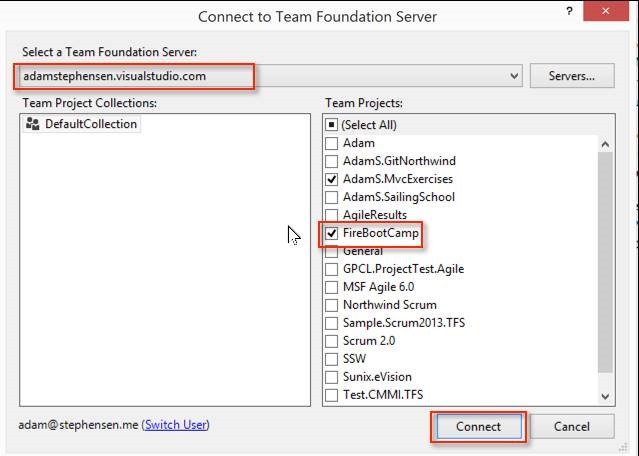 Connect to Team Foundation Server
?
Select a Team Foundation Server:
adamstephensen.visualstudio.com
Servers...
Team Project Collections:
Team Projects:
DefaultCollection
(Select All)
Adam
AdamS.GitNorthwind
AdamS.MvcExercises
AdamS.SailingSchool
AgileResults
FireBootCamp
General
GPCL.ProjectTest.Agile
MSF Agile 6.0
Northwind Scrum
Sample.Scrum2013.TFS
Scrum 2.0
SSW
Sunix.eVision
Test.CMMI.TFS
adam@stephensen.me (Switch User)
Connect
Cancel